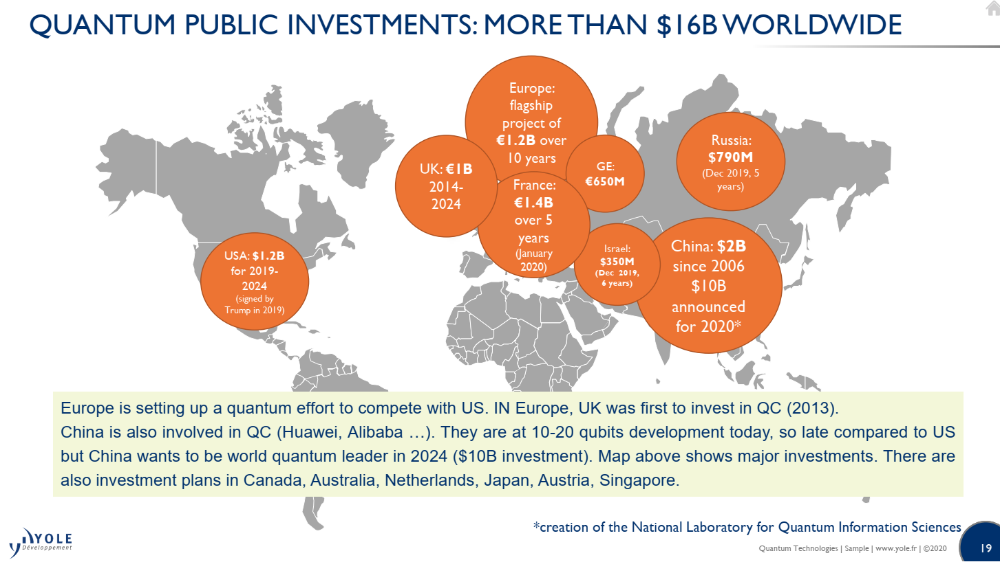 QUANTUM PUBLIC INVESTMENTS: MORE THAN $16B WORLDWIDE
Europe:
flagship
project of
€1.2B over
10 years
UK: €1B
2014-
2024
GE:
€650M
France:
€1.4B
over 5
years
(January
2020)
Russia:
$790M
(Dec 2019, 5
years)
USA: $1.2B
for 2019-
2024
(signed by
Trump in 2019)
Israel:
$350M
(Dec 2019,
6 years)
China: $2B
since 2006
$10B
announced
for 2020*
Europe is setting up a quantum effort to compete with US. IN Europe, UK was first to invest in QC (2013).
China is also involved in QC (Huawei, Alibaba …). They are at 10-20 qubits development today, so late compared to US
but China wants to be world quantum leader in 2024 ($10B investment). Map above shows major investments. There are
also investment plans in Canada, Australia, Netherlands, Japan, Austria, Singapore.
*creation of the National Laboratory for Quantum Information Sciences
YOLE
Développement
Quantum Technologies | Sample | www.yole.fr | ©2020
19